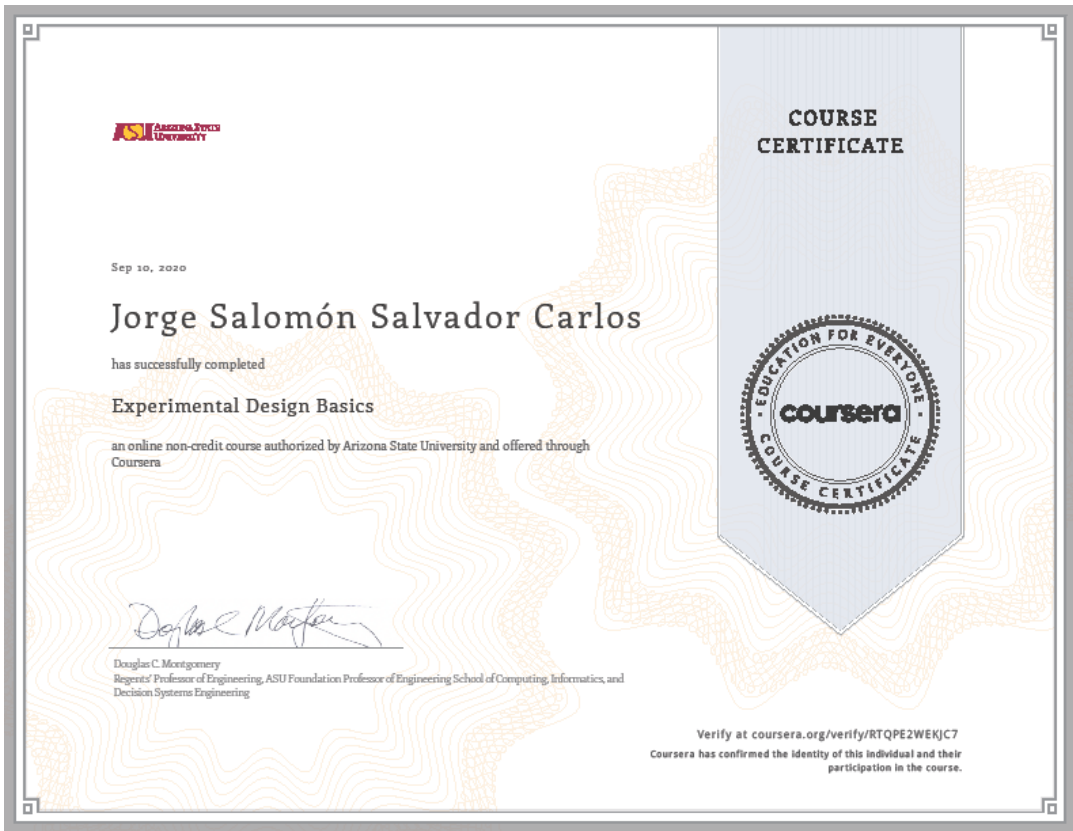 ARIZONA STATE
UNIVERSITY
COURSE
CERTIFICATE
Sep 10, 2020
Jorge Salomón Salvador Carlos
has successfully completed
Experimental Design Basics
an online non-credit course authorized by Arizona State University and offered through
Coursera
EDUCATION FOR EVERYONE
coursera
COURSE CERTIFICATE
Douglas C. Montgomery
Regents' Professor of Engineering, ASU Foundation Professor of Engineering School of Computing, Informatics, and
Decision Systems Engineering
Verify at coursera.org/verify/RTQPE2WEKJC7
Coursera has confirmed the identity of this individual and their
participation in the course.